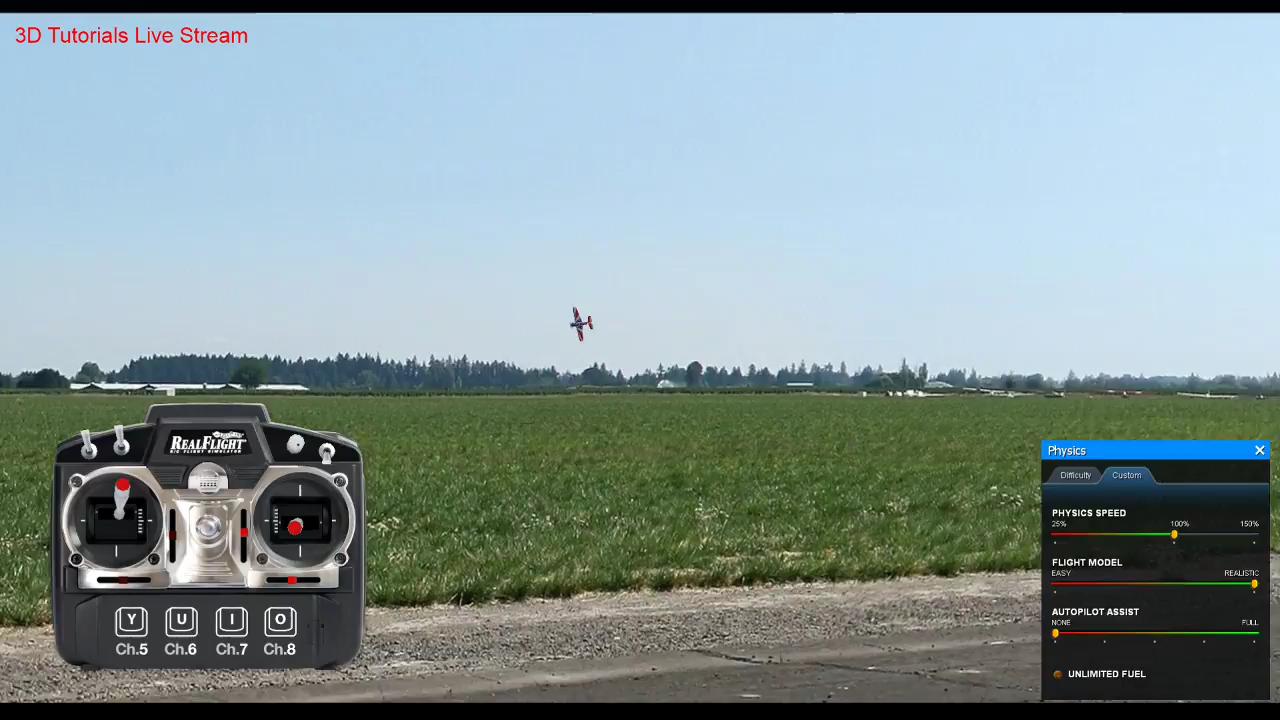 3D Tutorials Live Stream
REALFLIGHT
R/C FLIGHT SIMULATOR
Y U I O
Ch.5 Ch.6 Ch.7 Ch.8
Physics
Difficulty Custom
PHYSICS SPEED
25% 100% 150%
FLIGHT MODEL
EASY REALISTIC
AUTOPILOT ASSIST
NONE FULL
UNLIMITED FUEL